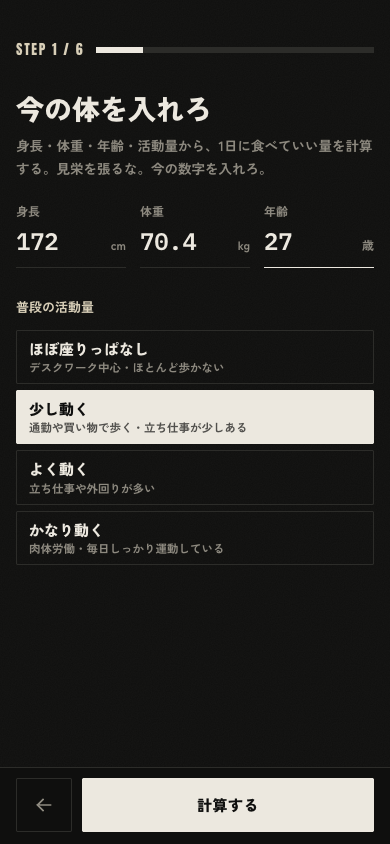 STEP 1 / 6
今の体を入れろ
身長・体重・年齢・活動量から、1日に食べていい量を計算
する。見栄を張るな。今の数字を入れろ。
身長 体重 年齢
172 cm 70.4 kg 27 歳
普段の活動量
ほぼ座りっぱなし
デスクワーク中心・ほとんど歩かない
少し動く
通勤や買い物で歩く・立ち仕事が少しある
よく動く
立ち仕事や外回りが多い
かなり動く
肉体労働・毎日しっかり運動している
計算する